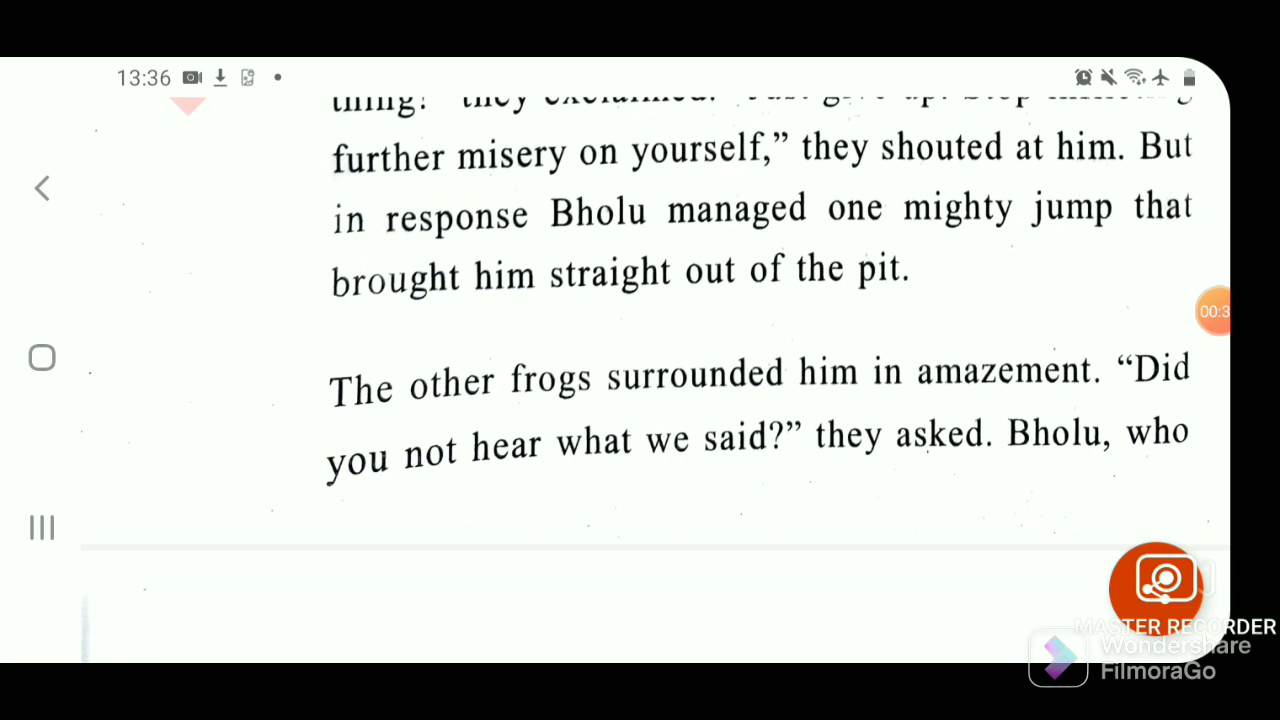 13:36
further misery on yourself,” they shouted at him. But
in response Bholu managed one mighty jump that
brought him straight out of the pit.
The other frogs surrounded him in amazement. “Did
you not hear what we said?” they asked. Bholu, who
00:3
MASTER RECORDER
Wondershare
FilmoraGo